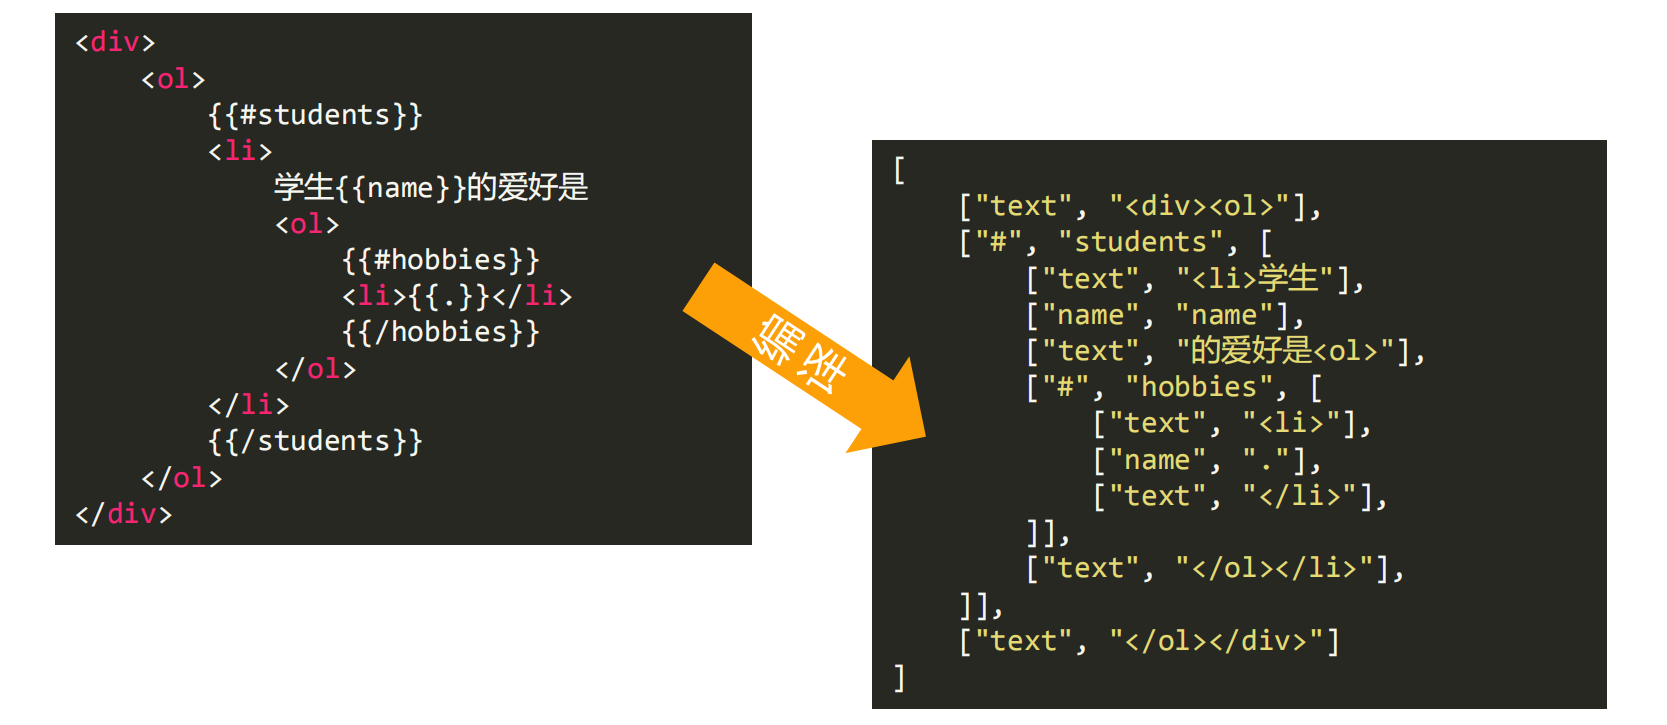 <div>
<ol>
{{#students}}
<li>
学生{{name}}的爱好是
<ol>
{{#hobbies}}
<li>{{.}}</li>
{{/hobbies}}
</ol>
</li>
{{/students}}
</ol>
</div>
编译
[
["text", "<div><ol>"],
["#", "students", [
["text", "<li>学生"],
["name", "name"],
["text", "的爱好是<ol>"],
["#", "hobbies", [
["text", "<li>"],
["name", "."],
["text", "</li>"],
]],
["text", "</ol></li>"],
]],
["text", "</ol></div>"]
]